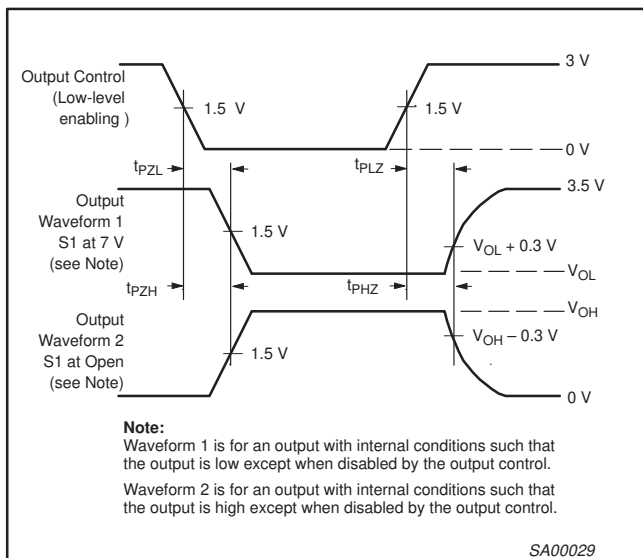 3 V
Output Control
(Low-level
enabling )
1.5 V
1.5 V
0 V
tPZL
tPLZ
3.5 V
Output
Waveform 1
S1 at 7 V
(see Note)
1.5 V
VOL + 0.3 V
VOL
tPZH
tPHZ
VOH
Output
Waveform 2
S1 at Open
(see Note)
1.5 V
VOH – 0.3 V
0 V
Note:
Waveform 1 is for an output with internal conditions such that
the output is low except when disabled by the output control.
Waveform 2 is for an output with internal conditions such that
the output is high except when disabled by the output control.
SA00029